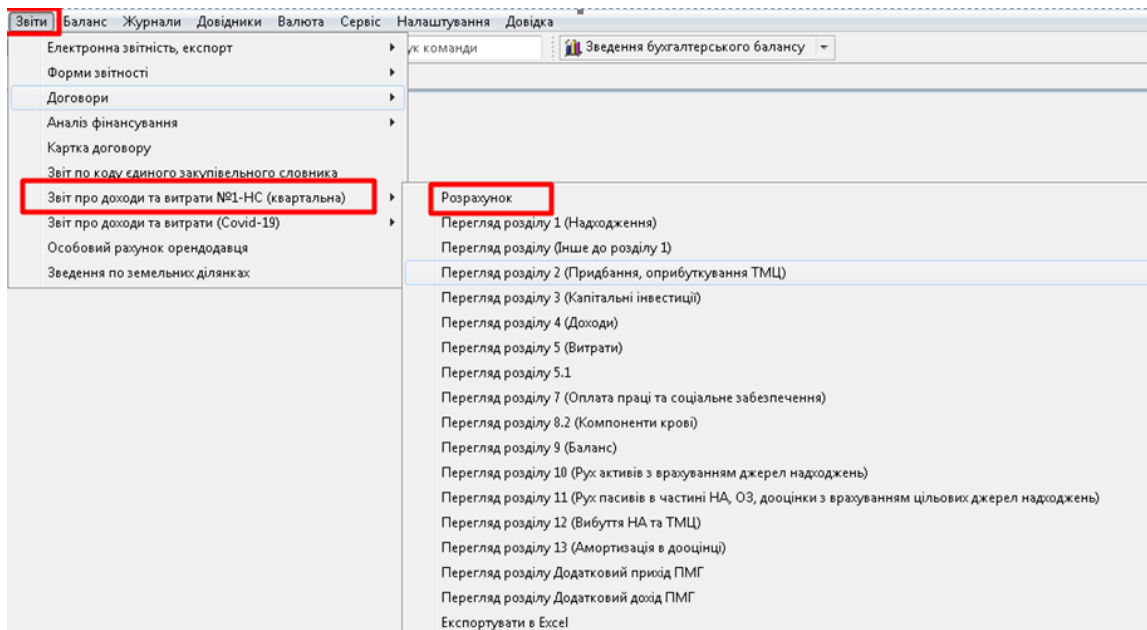 Звіти Баланс Журнали Довідники Валюта Сервіс Налаштування Довідка
Електронна звітність, експорт
ук команди
Зведення бухгалтерського балансу
Форми звітності
Договори
Аналіз фінансування
Картка договору
Звіт по коду єдиного закупівельного словника
Звіт про доходи та витрати №1-НС (квартальна)
Звіт про доходи та витрати (Covid-19)
Особовий рахунок орендодавця
Зведення по земельних ділянках
Розрахунок
Перегляд розділу 1 (Надходження)
Перегляд розділу (Інше до розділу 1)
Перегляд розділу 2 (Придбання, оприбуткування ТМЦ)
Перегляд розділу 3 (Капітальні інвестиції)
Перегляд розділу 4 (Доходи)
Перегляд розділу 5 (Витрати)
Перегляд розділу 5.1
Перегляд розділу 7 (Оплата праці та соціальне забезпечення)
Перегляд розділу 8.2 (Компоненти крові)
Перегляд розділу 9 (Баланс)
Перегляд розділу 10 (Рух активів з врахуванням джерел надходжень)
Перегляд розділу 11 (Рух пасивів в частині НА, ОЗ, дооцінки з врахуванням цільових джерел надходжень)
Перегляд розділу 12 (Вибуття НА та ТМЦ)
Перегляд розділу 13 (Амортизація в дооцінці)
Перегляд розділу Додатковий прихід ПМГ
Перегляд розділу Додатковий дохід ПМГ
Експортувати в Excel